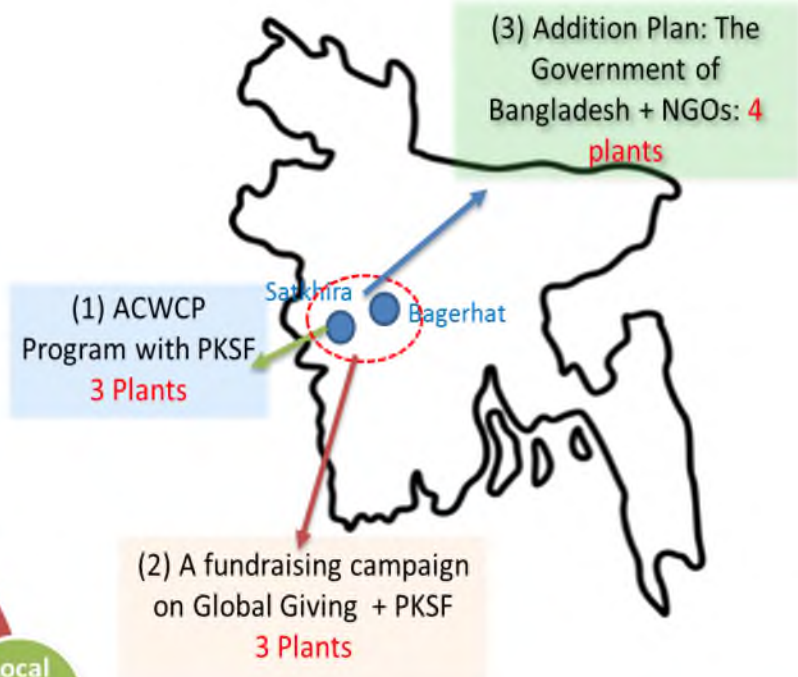 (3) Addition Plan: The
Government of
Bangladesh + NGOs: 4
plants
Satkhira
Bagerhat
(1) ACWCP
Program with PKSF
3 Plants
(2) A fundraising campaign
on Global Giving + PKSF
3 Plants